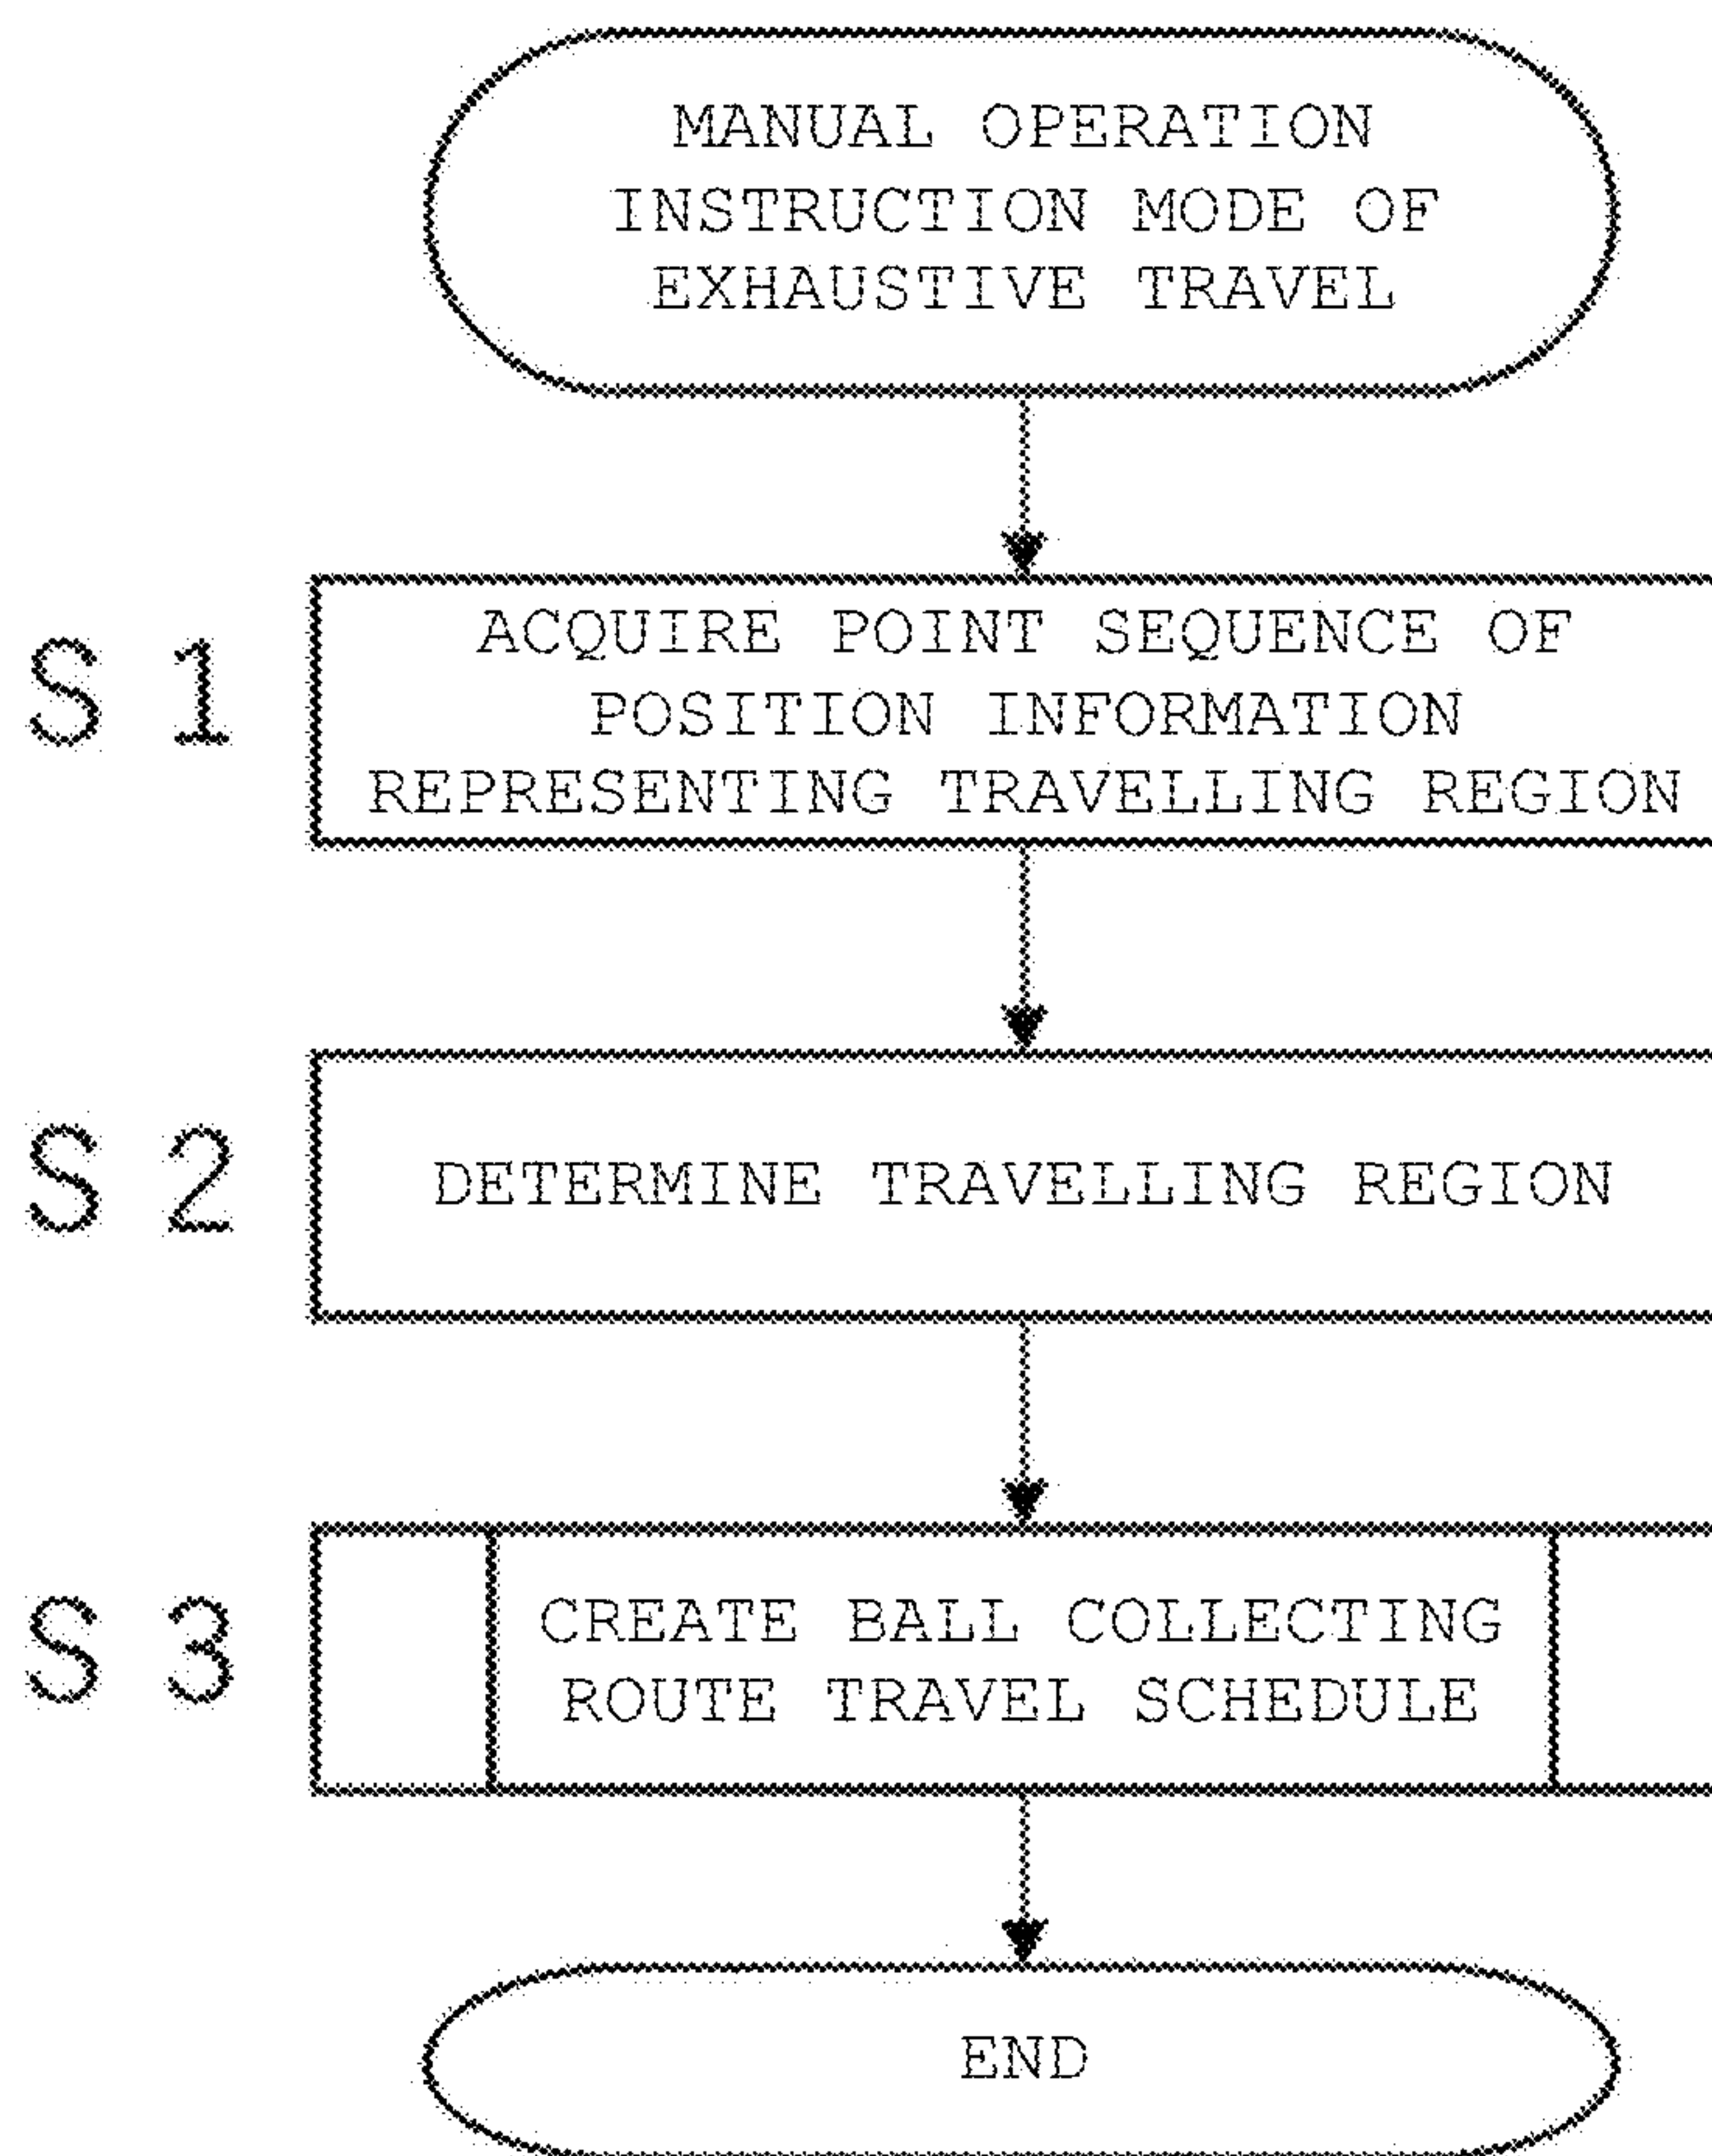 MANUAL OPERATION
INSTRUCTION MODE OF
EXHAUSTIVE TRAVEL
S1
ACQUIRE POINT SEQUENCE OF
POSITION INFORMATION
REPRESENTING TRAVELLING REGION
S2
DETERMINE TRAVELLING REGION
S3
CREATE BALL COLLECTING
ROUTE TRAVEL SCHEDULE
END